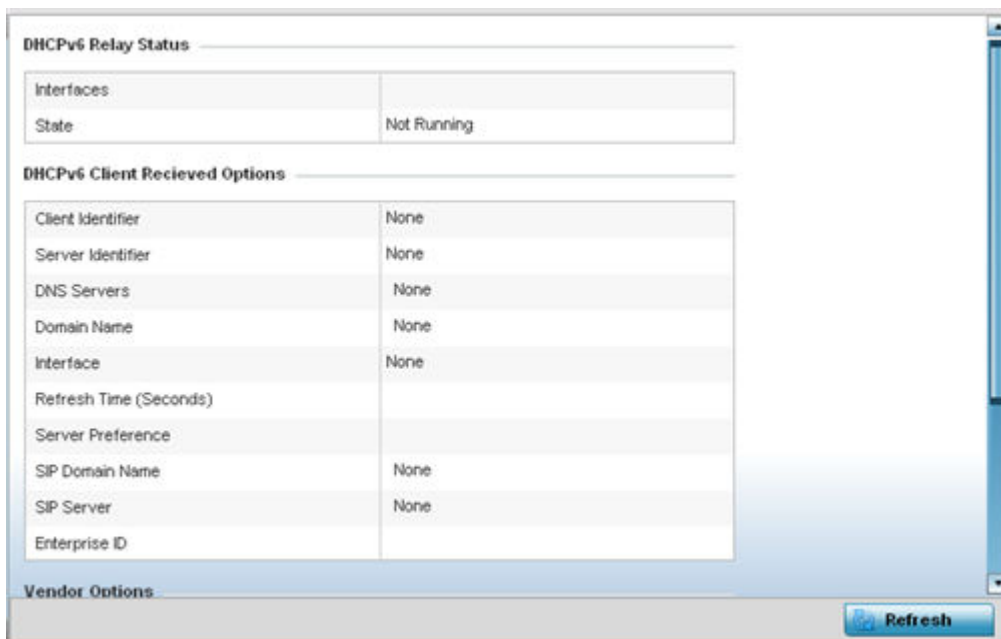 DHCPv6 Relay Status
Interfaces
State Not Running
DHCPv6 Client Recieved Options
Client Identifier None
Server Identifier None
DNS Servers None
Domain Name None
Interface None
Refresh Time (Seconds)
Server Preference
SIP Domain Name None
SIP Server None
Enterprise ID
Vendor Options
Refresh